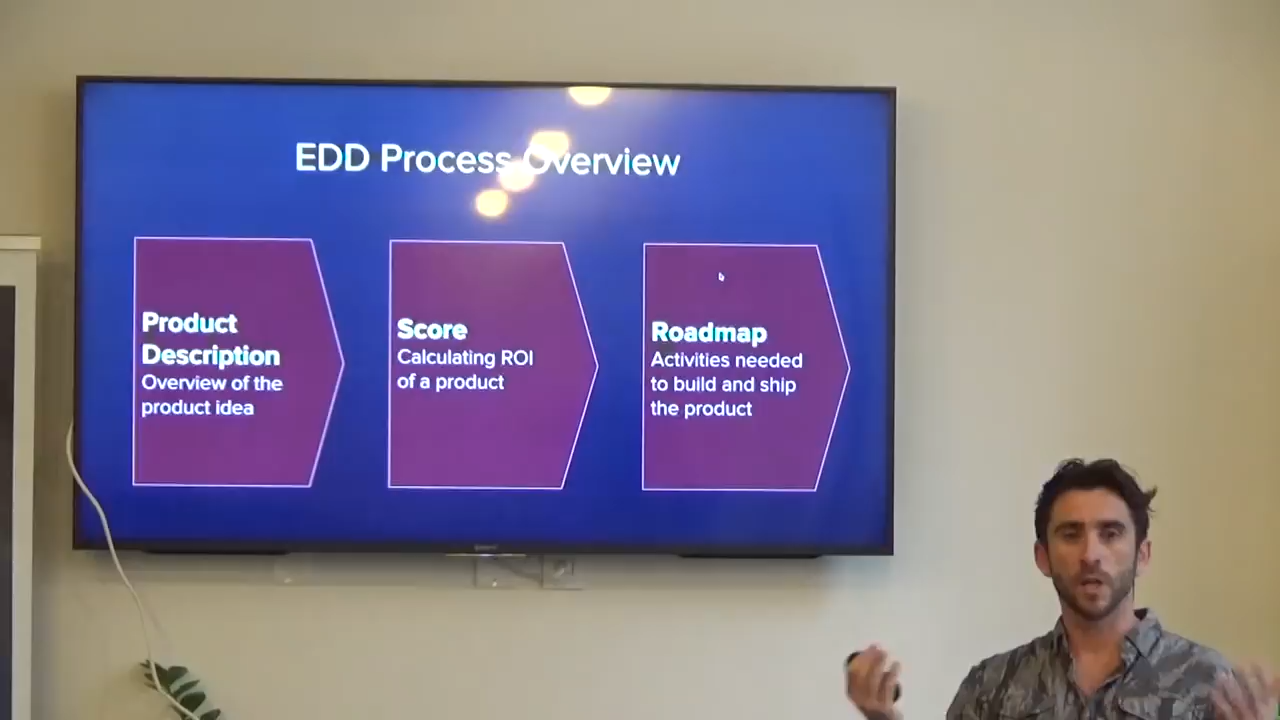 EDD Process Overview
Product
Description
Overview of the
product idea
Score
Calculating ROI
of a product
Roadmap
Activities needed
to build and ship
the product